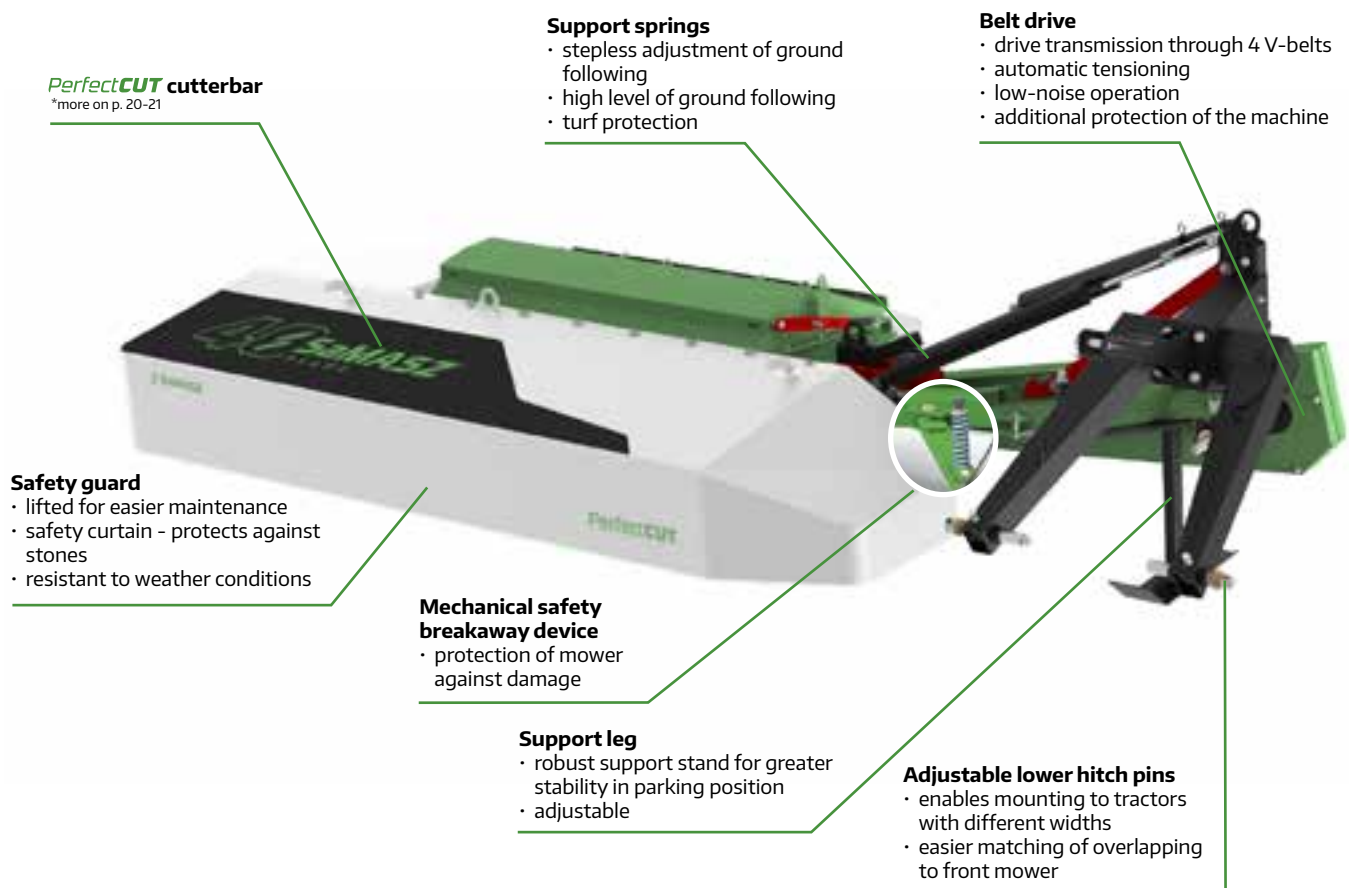 PerfectCUT cutterbar
*more on p. 20-21
Support springs
· stepless adjustment of ground
following
· high level of ground following
· turf protection
Belt drive
· drive transmission through 4 V-belts
· automatic tensioning
· low-noise operation
· additional protection of the machine
40 SaMASZ
YEARS
SAMASZ
PerfectCUT
Safety guard
· lifted for easier maintenance
· safety curtain - protects against
stones
· resistant to weather conditions
Mechanical safety
breakaway device
· protection of mower
against damage
Support leg
· robust support stand for greater
stability in parking position
· adjustable
Adjustable lower hitch pins
· enables mounting to tractors
with different widths
· easier matching of overlapping
to front mower